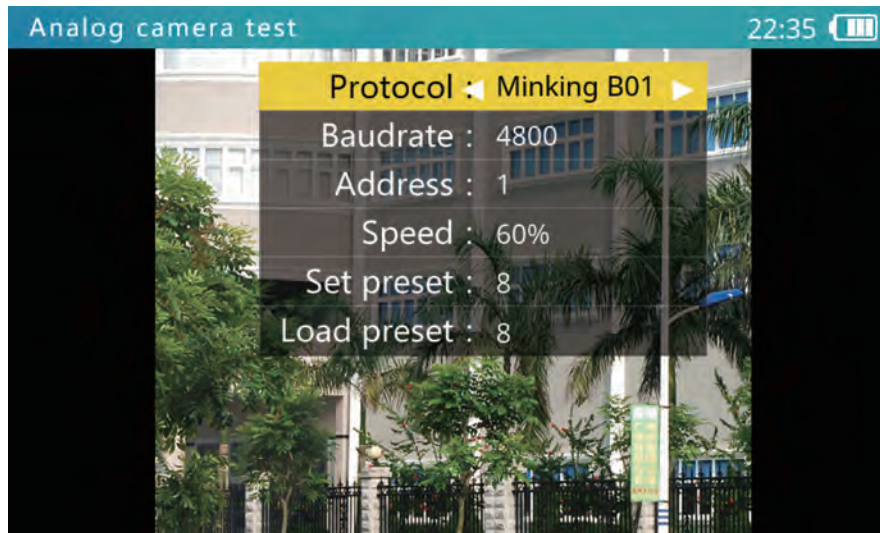 Analog camera test 22:35
Protocol : Minking B01
Baudrate : 4800
Address : 1
Speed : 60%
Set preset : 8
Load preset : 8